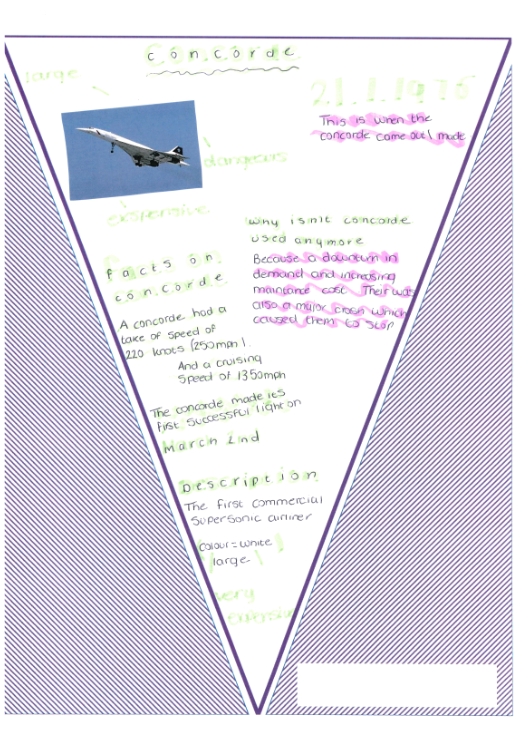 Concorde
large
21.1.1976
This is when the
concorde came out/made
dangeurs
exspensive
Why isn't concorde
used anymore
Because a downturn in
demand and increasing
maintance cost. Their was
also a major crash which
caused them to stop
Facts on
concorde
A concorde had a
take of speed of
220 knots (250mph).
And a cruising
speed of 1350mph
The concorde made its
first successful flight on
March 2nd
Description
The first commercial
supersonic airliner
colour = white
large
very